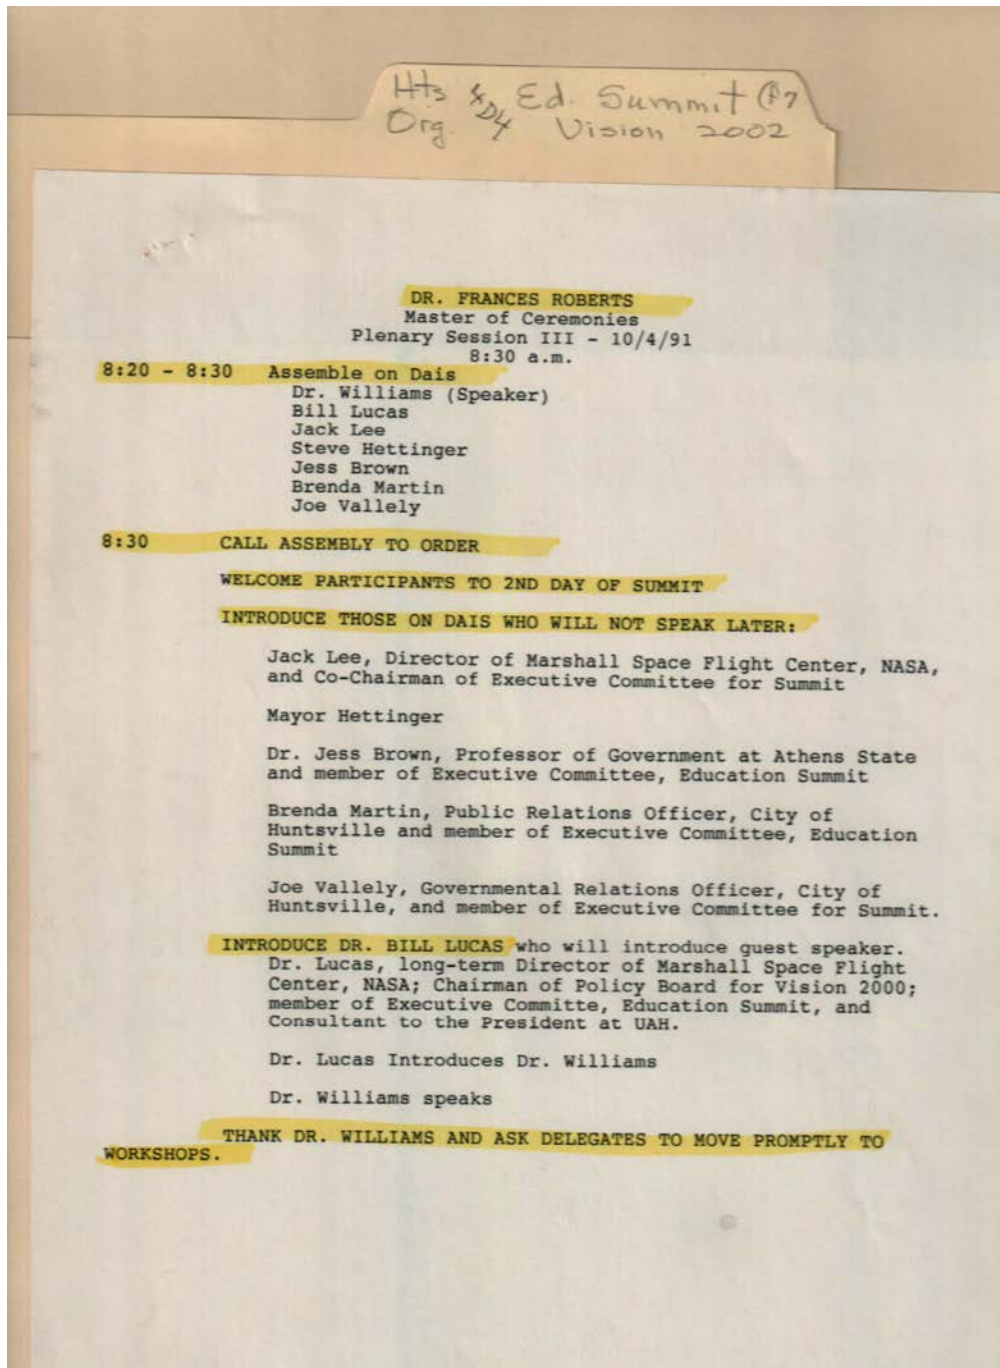 Hts & Ed. Summit
Org. D4 Vision 2002
DR. FRANCES ROBERTS
Master of Ceremonies
Plenary Session III - 10/4/91
8:30 a.m.
8:20 - 8:30 Assemble on Dais
Dr. Williams (Speaker)
Bill Lucas
Jack Lee
Steve Hettinger
Jess Brown
Brenda Martin
Joe Vallely
8:30 CALL ASSEMBLY TO ORDER
WELCOME PARTICIPANTS TO 2ND DAY OF SUMMIT
INTRODUCE THOSE ON DAIS WHO WILL NOT SPEAK LATER:
Jack Lee, Director of Marshall Space Flight Center, NASA,
and Co-Chairman of Executive Committee for Summit
Mayor Hettinger
Dr. Jess Brown, Professor of Government at Athens State
and member of Executive Committee, Education Summit
Brenda Martin, Public Relations Officer, City of
Huntsville and member of Executive Committee, Education
Summit
Joe Vallely, Governmental Relations Officer, City of
Huntsville, and member of Executive Committee for Summit.
INTRODUCE DR. BILL LUCAS who will introduce guest speaker.
Dr. Lucas, long-term Director of Marshall Space Flight
Center, NASA; Chairman of Policy Board for Vision 2000;
member of Executive Committe, Education Summit, and
Consultant to the President at UAH.
Dr. Lucas Introduces Dr. Williams
Dr. Williams speaks
THANK DR. WILLIAMS AND ASK DELEGATES TO MOVE PROMPTLY TO
WORKSHOPS.